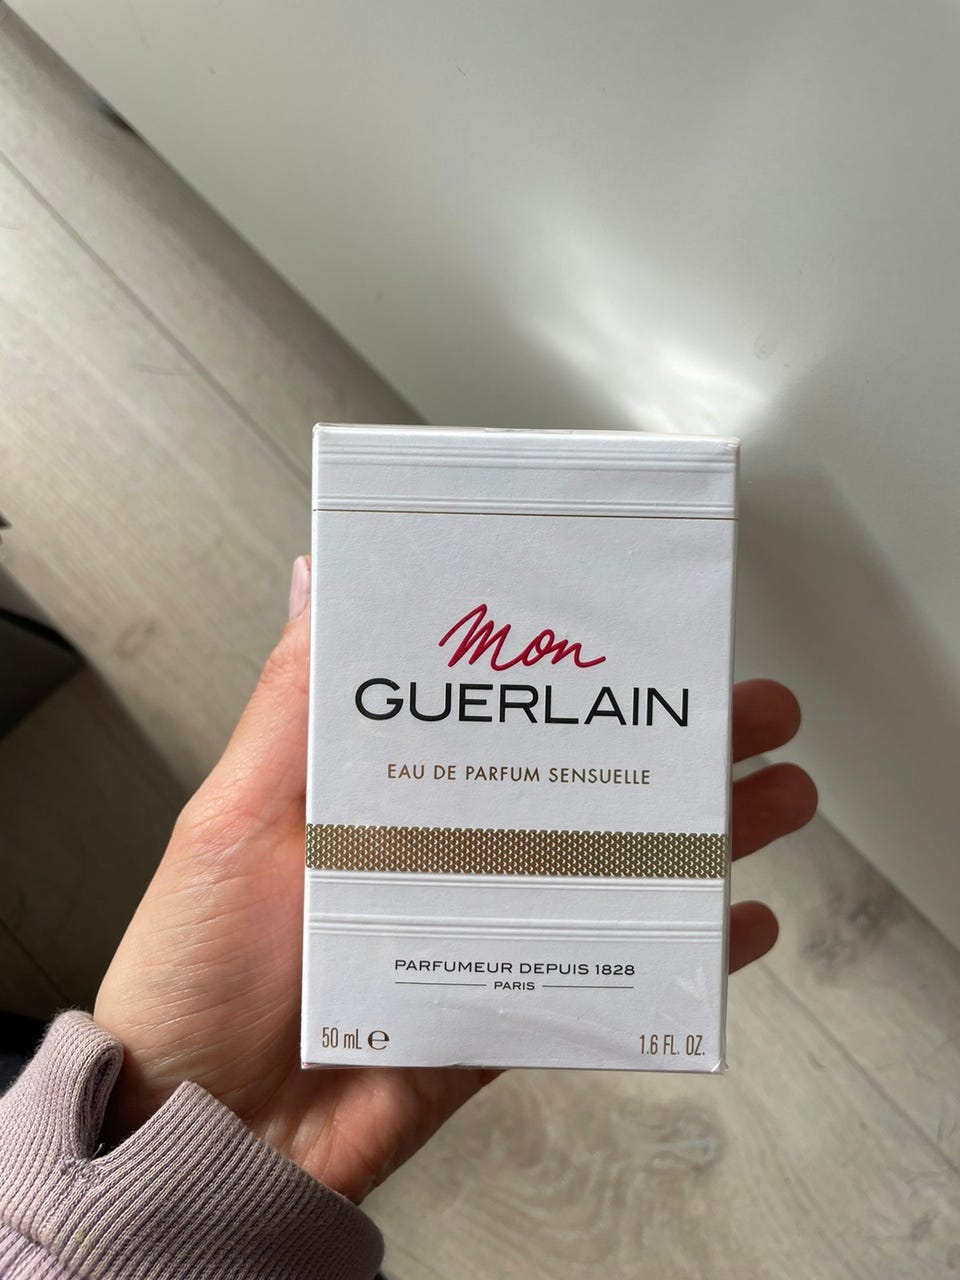 Mon
GUERLAIN
EAU DE PARFUM SENSUELLE
PARFUMEUR DEPUIS 1828
PARIS
50 mL ℮
1.6 FL. OZ.